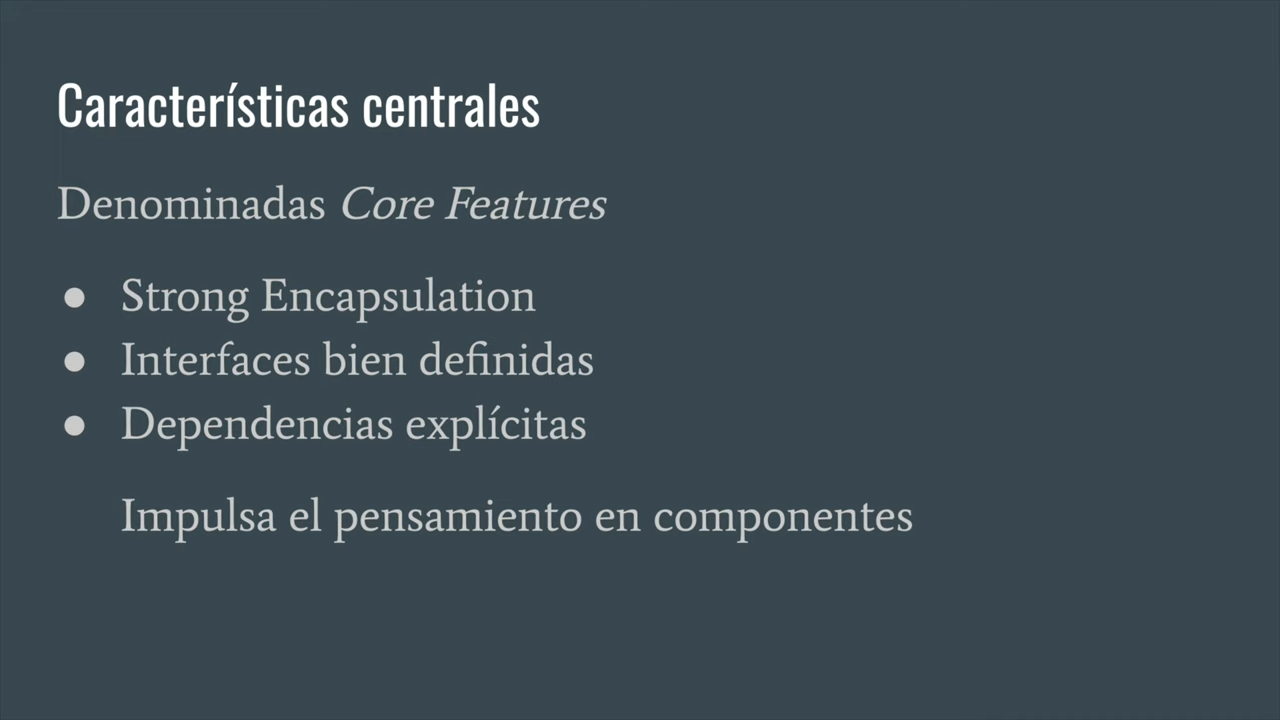 Características centrales
Denominadas Core Features
● Strong Encapsulation
● Interfaces bien definidas
● Dependencias explícitas
Impulsa el pensamiento en componentes